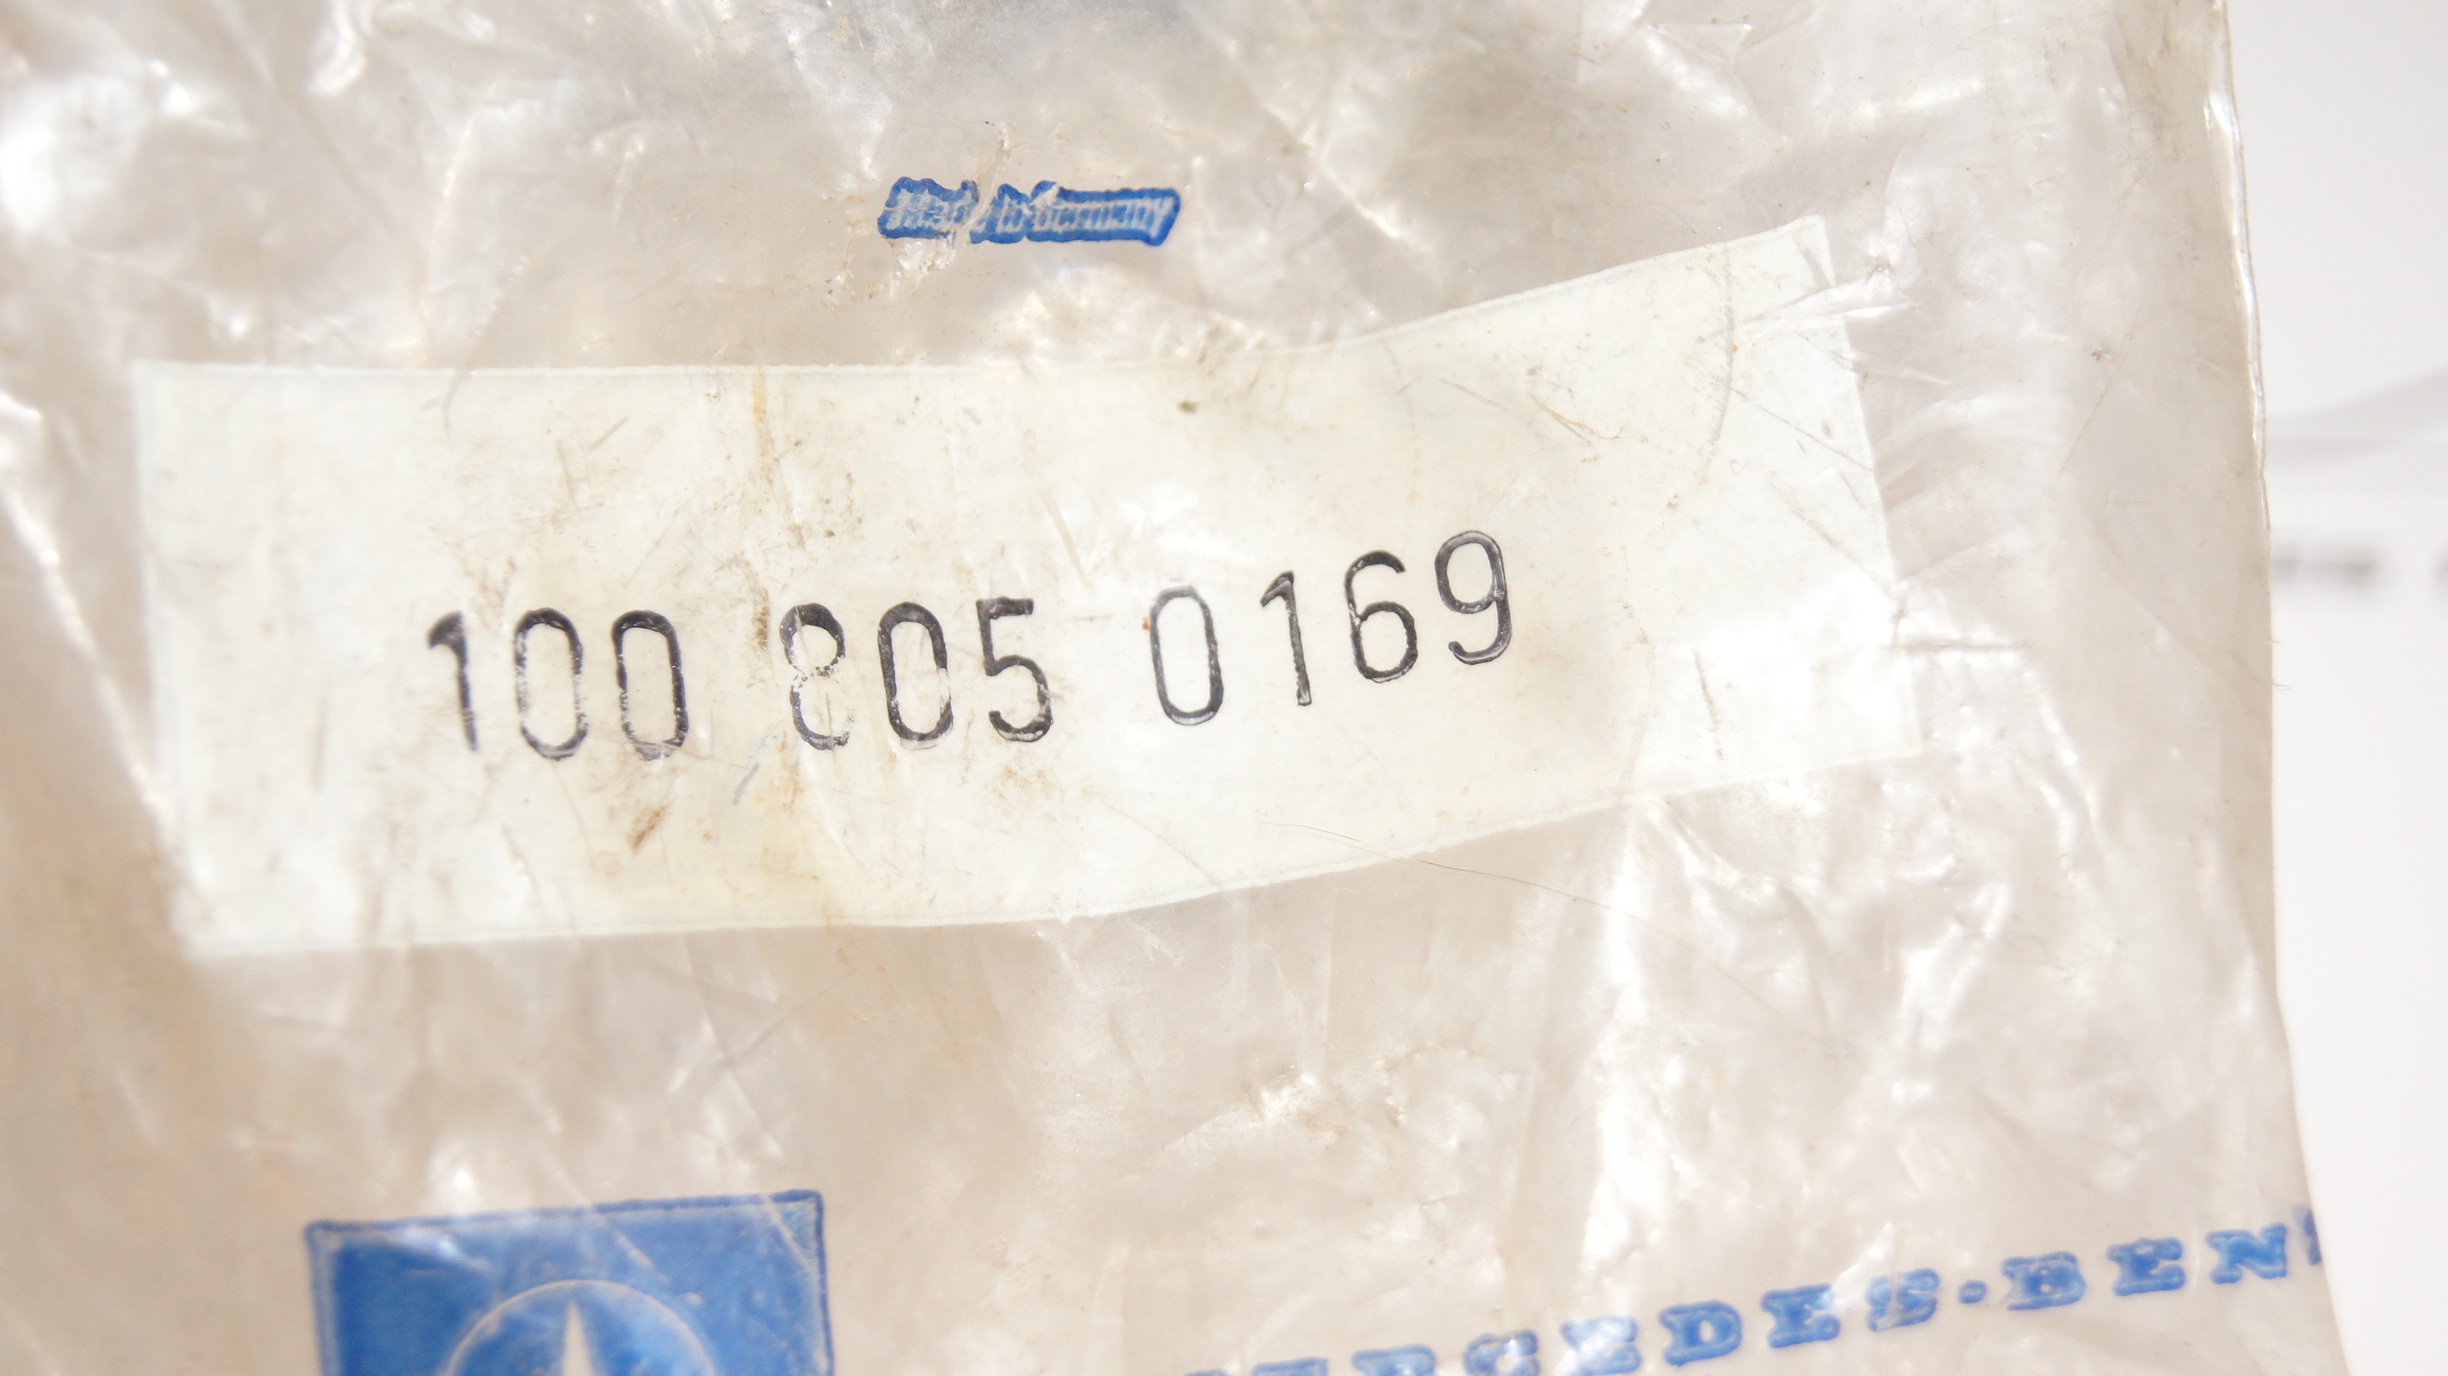 Made in Germany
100 805 0169
MERCEDES·BENZ